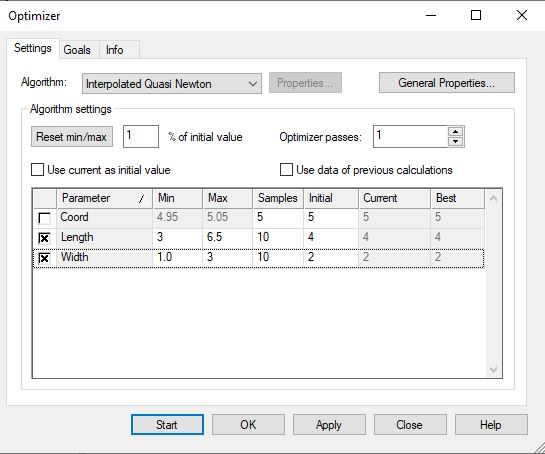 Optimizer
Settings Goals Info
Algorithm: Interpolated Quasi Newton Properties... General Properties...
Algorithm settings
Reset min/max 1 % of initial value Optimizer passes: 1
Use current as initial value Use data of previous calculations
Parameter / Min Max Samples Initial Current Best
Coord 4.95 5.05 5 5 5 5
Length 3 6.5 10 4 4 4
Width 1.0 3 10 2 2 2
Start OK Apply Close Help